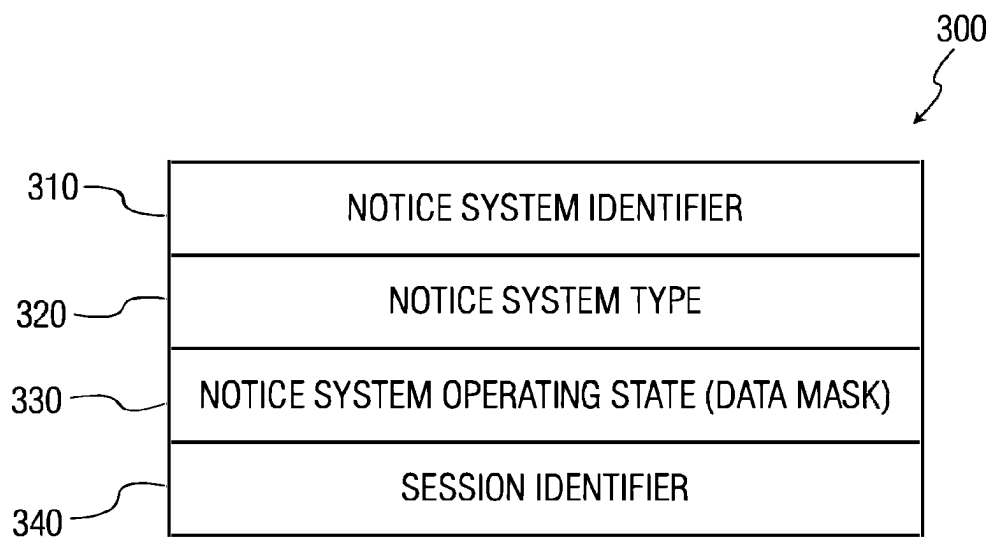 300
310 NOTICE SYSTEM IDENTIFIER
320 NOTICE SYSTEM TYPE
330 NOTICE SYSTEM OPERATING STATE (DATA MASK)
340 SESSION IDENTIFIER